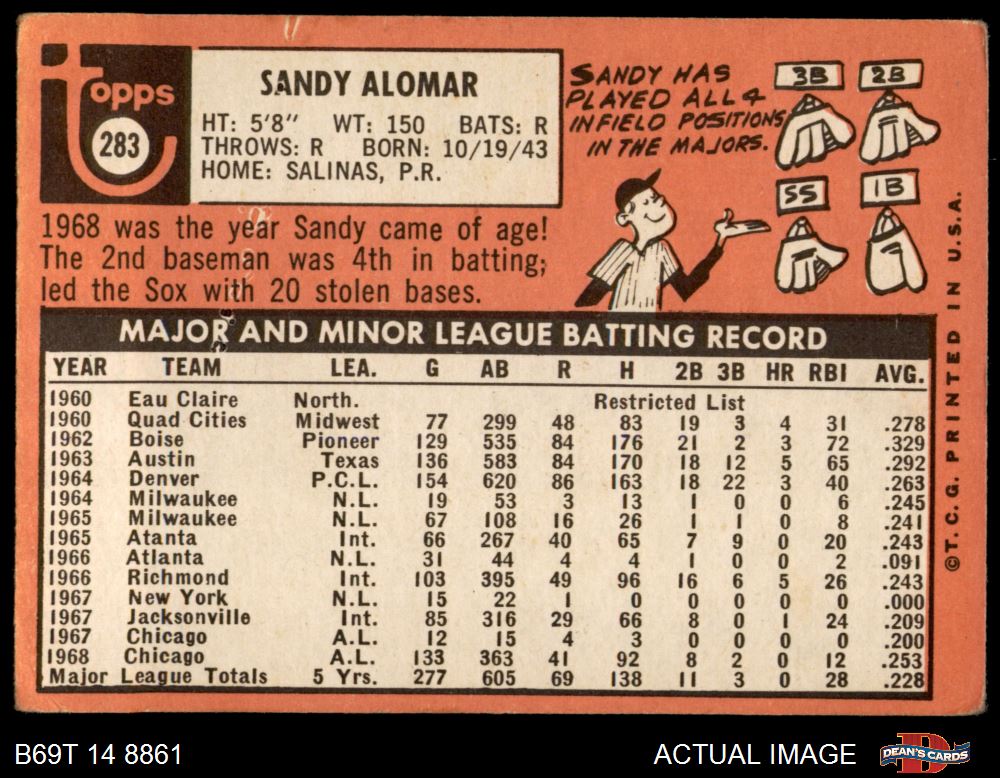 Topps
283
SANDY ALOMAR
HT: 5'8" WT: 150 BATS: R
THROWS: R BORN: 10/19/43
HOME: SALINAS, P.R.
SANDY HAS
PLAYED ALL 4
INFIELD POSITIONS
IN THE MAJORS.
3B 2B
SS 1B
1968 was the year Sandy came of age!
The 2nd baseman was 4th in batting;
led the Sox with 20 stolen bases.
MAJOR AND MINOR LEAGUE BATTING RECORD
YEAR TEAM LEA. G AB R H 2B 3B HR RBI AVG.
1960 Eau Claire North. Restricted List
1960 Quad Cities Midwest 77 299 48 83 19 3 4 31 .278
1962 Boise Pioneer 129 535 84 176 21 2 3 72 .329
1963 Austin Texas 136 583 84 170 18 12 5 65 .292
1964 Denver P.C.L. 154 620 86 163 18 22 3 40 .263
1964 Milwaukee N.L. 19 53 3 13 1 0 0 6 .245
1965 Milwaukee N.L. 67 108 16 26 1 1 0 8 .241
1965 Atanta Int. 66 267 40 65 7 9 0 20 .243
1966 Atlanta N.L. 31 44 4 4 1 0 0 2 .091
1966 Richmond Int. 103 395 49 96 16 6 5 26 .243
1967 New York N.L. 15 22 1 0 0 0 0 0 .000
1967 Jacksonville Int. 85 316 29 66 8 0 1 24 .209
1967 Chicago A.L. 12 15 4 3 0 0 0 0 .200
1968 Chicago A.L. 133 363 41 92 8 2 0 12 .253
Major League Totals 5 Yrs. 277 605 69 138 11 3 0 28 .228
©T.C.G. PRINTED IN U.S.A.
B69T 14 8861
ACTUAL IMAGE
DEAN'S CARDS